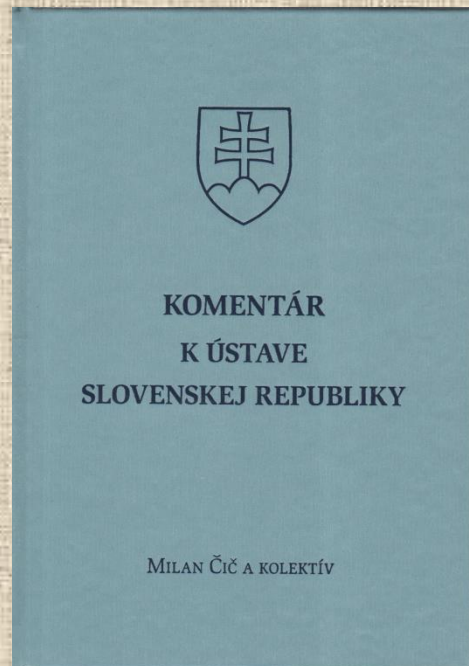 KOMENTÁR
K ÚSTAVE
SLOVENSKEJ REPUBLIKY
MILAN ČIČ A KOLEKTÍV